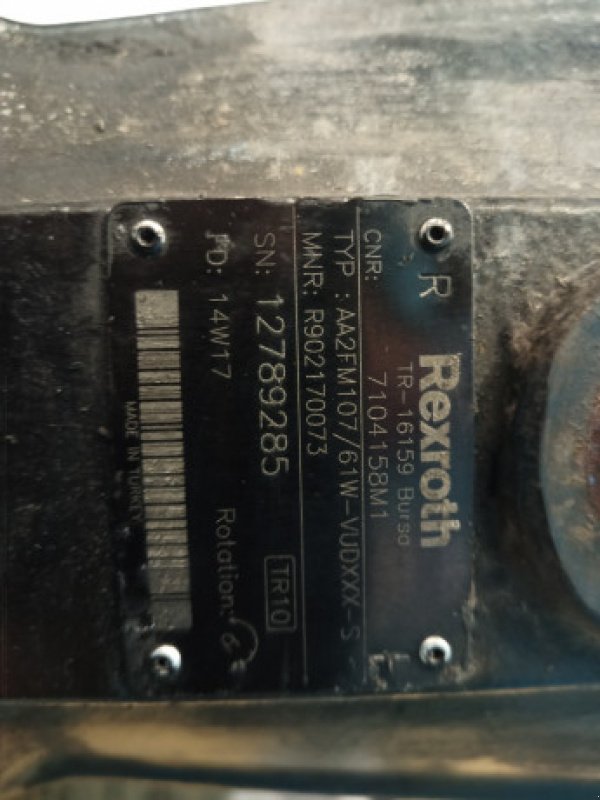 R
Rexroth
TR-16159 Bursa
CNR: 7104158M1
TYP: AA2FM107/61W-VUDXXX-S
MNR: R902170073
SN: 12789285 TR10
FD: 14W17 Rotation:
MADE IN TURKEY